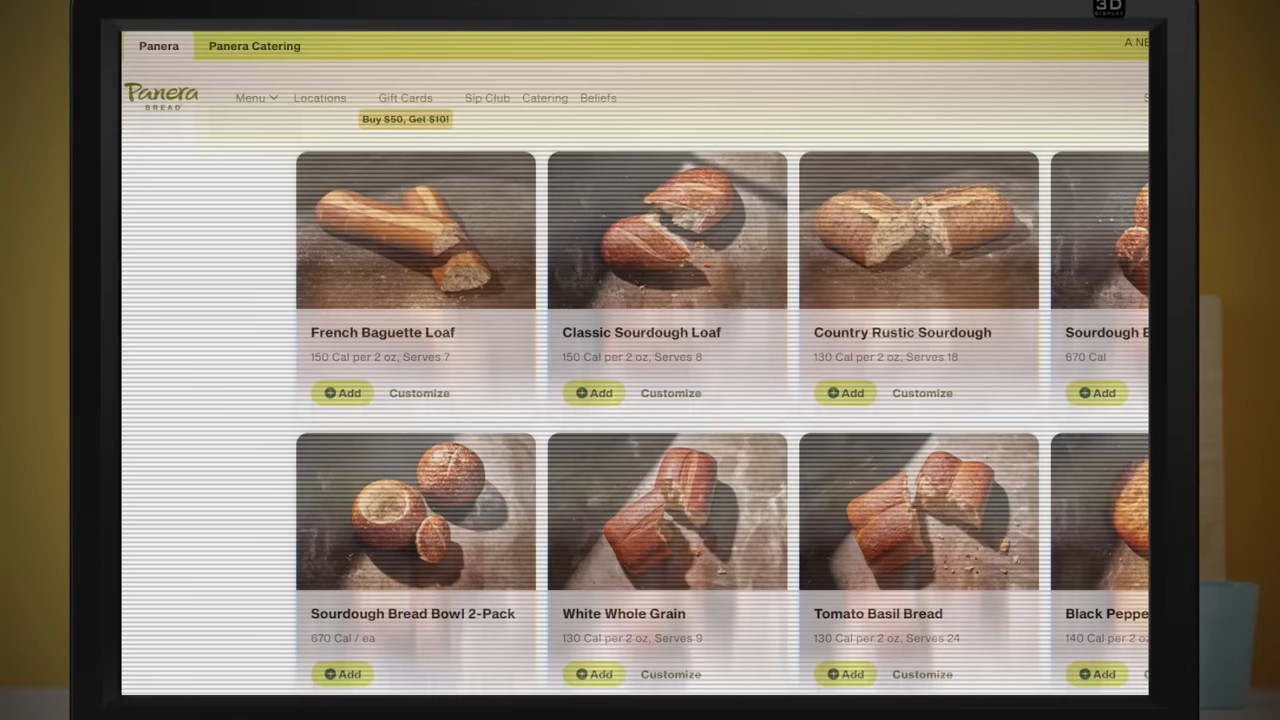 3D
DISPLAY
Panera
Panera Catering
A NE
Panera
BREAD
Menu
Locations
Gift Cards
Sip Club
Catering
Beliefs
S
Buy $50, Get $10!
French Baguette Loaf
150 Cal per 2 oz, Serves 7
Add
Customize
Classic Sourdough Loaf
150 Cal per 2 oz, Serves 8
Add
Customize
Country Rustic Sourdough
130 Cal per 2 oz, Serves 18
Add
Customize
Sourdough B
670 Cal
Add
Sourdough Bread Bowl 2-Pack
670 Cal / ea
Add
White Whole Grain
130 Cal per 2 oz, Serves 9
Add
Customize
Tomato Basil Bread
130 Cal per 2 oz, Serves 24
Add
Customize
Black Peppe
140 Cal per 2 oz
Add
C